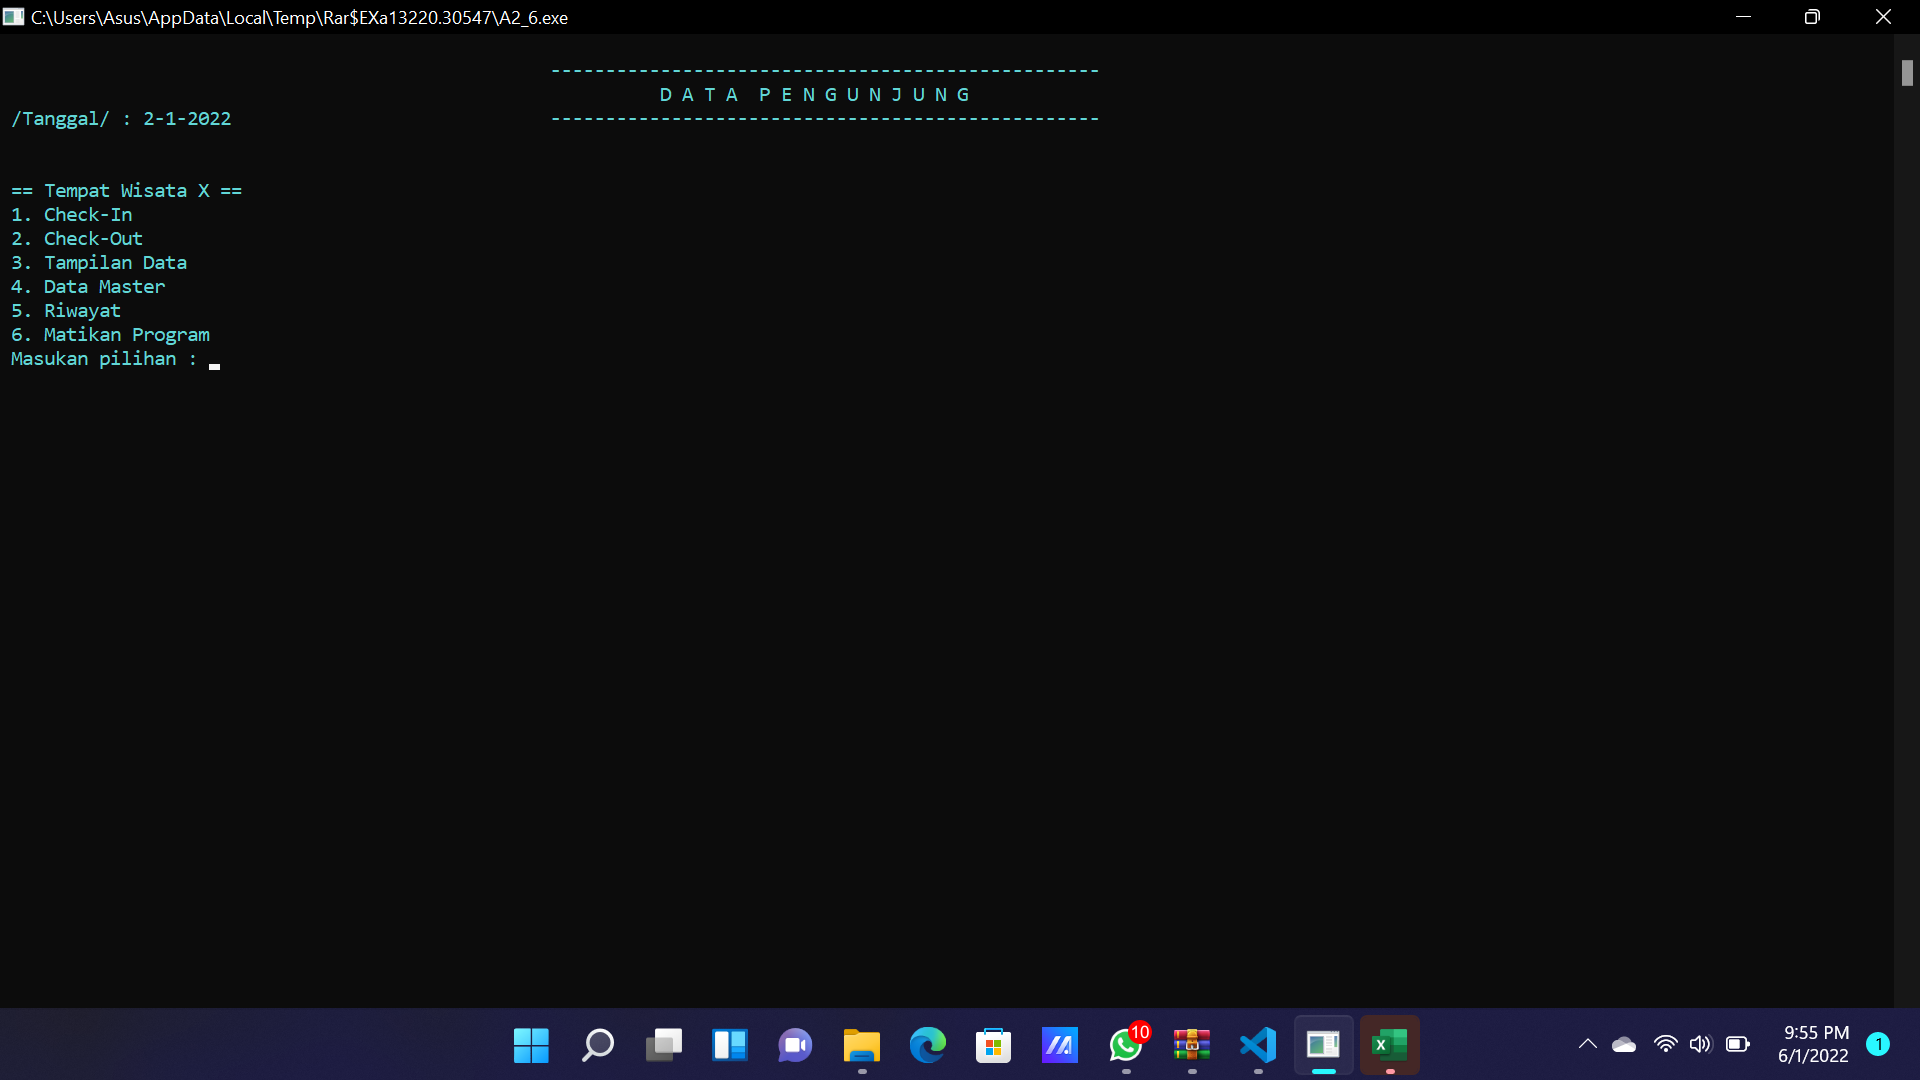 C:\Users\Asus\AppData\Local\Temp\Rar$EXa13220.30547\A2_6.exe
--------------------------------------------------
D A T A  P E N G U N J U N G
/Tanggal/ : 2-1-2022
--------------------------------------------------
== Tempat Wisata X ==
1. Check-In
2. Check-Out
3. Tampilan Data
4. Data Master
5. Riwayat
6. Matikan Program
Masukan pilihan :
10
9:55 PM
6/1/2022
1